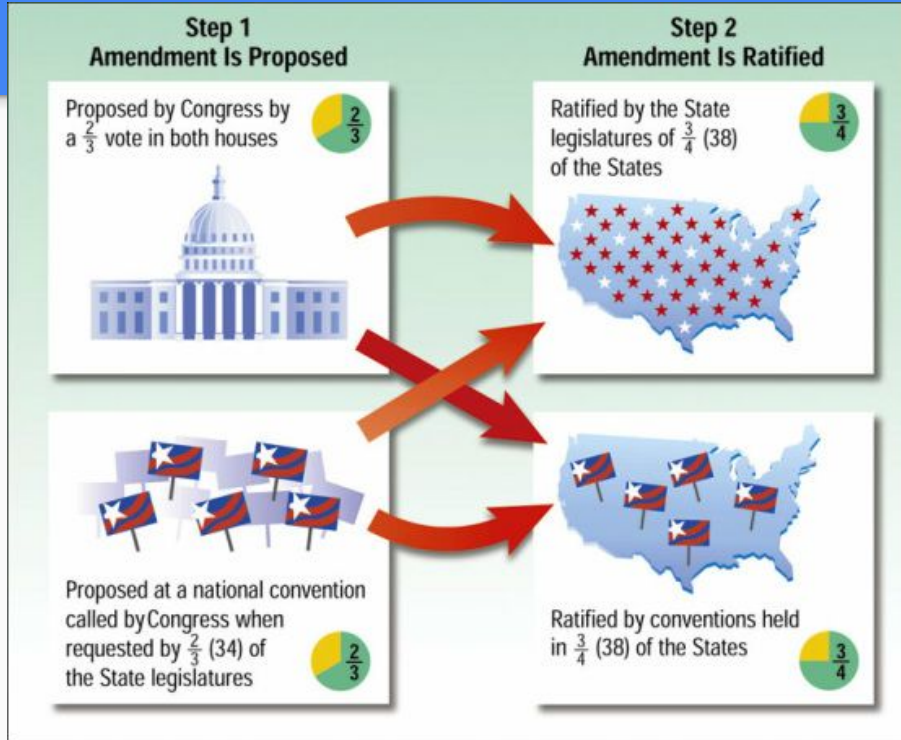 Step 1
Amendment Is Proposed
Proposed by Congress by
a 2/3 vote in both houses
2/3
Proposed at a national convention
called by Congress when
requested by 2/3 (34) of
the State legislatures
2/3
Step 2
Amendment Is Ratified
Ratified by the State
legislatures of 3/4 (38)
of the States
3/4
Ratified by conventions held
in 3/4 (38) of the States
3/4